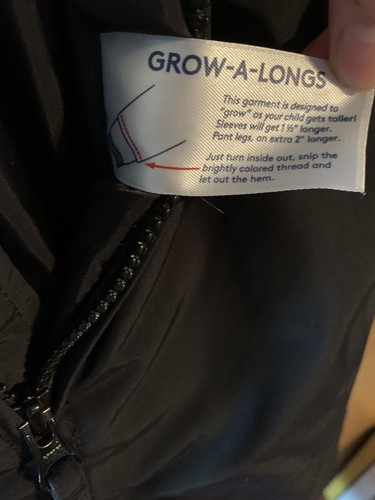 GROW-A-LONGS
This garment is designed to
"grow" as your child gets taller!
Sleeves will get 1 ½" longer.
Pant legs, an extra 2" longer.
Just turn inside out, snip the
brightly colored thread and
let out the hem.